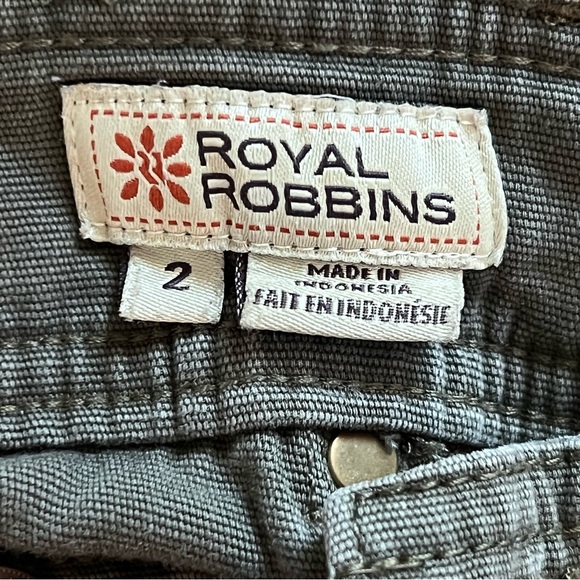 ROYAL
ROBBINS
2
MADE IN
INDONESIA
FAIT EN INDONÉSIE